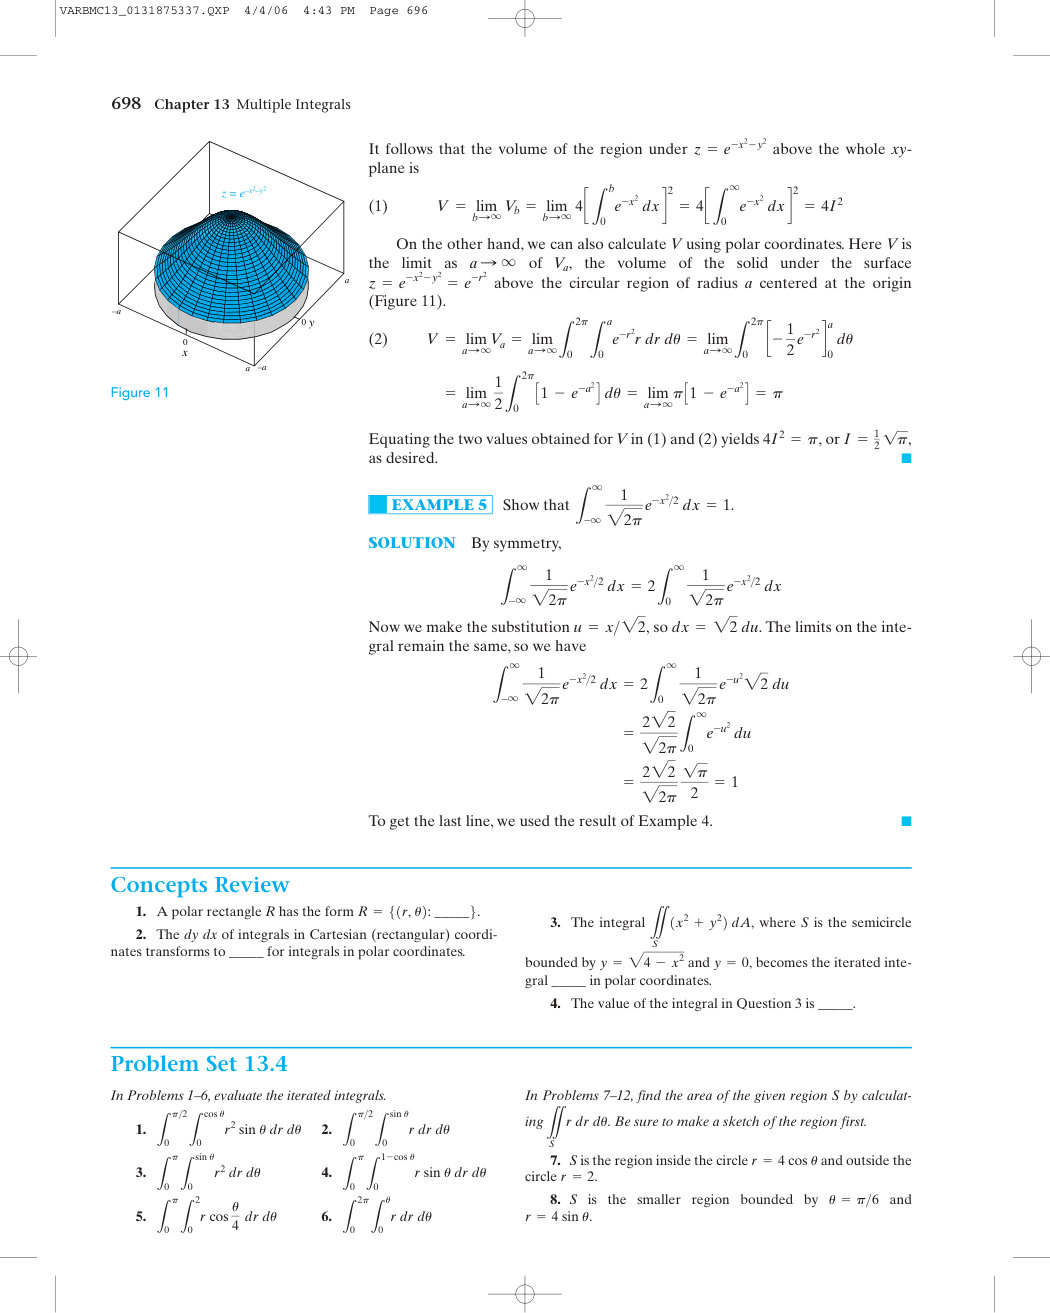 VARBMC13_0131875337.QXP 4/4/06 4:43 PM Page 696
698 Chapter 13 Multiple Integrals
z = e^{−x²−y²}
−a
a
0 y
0
x
a −a
Figure 11
It follows that the volume of the region under z = e^{−x²−y²} above the whole xy-
plane is
(1) V = lim_{b→∞} V_b = lim_{b→∞} 4[∫_0^b e^{−x²} dx]² = 4[∫_0^∞ e^{−x²} dx]² = 4I²
On the other hand, we can also calculate V using polar coordinates. Here V is
the limit as a → ∞ of V_a, the volume of the solid under the surface
z = e^{−x²−y²} = e^{−r²} above the circular region of radius a centered at the origin
(Figure 11).
(2) V = lim_{a→∞} V_a = lim_{a→∞} ∫_0^{2π} ∫_0^a e^{−r²} r dr dθ = lim_{a→∞} ∫_0^{2π} [−1/2 e^{−r²}]_0^a dθ
= lim_{a→∞} 1/2 ∫_0^{2π} [1 − e^{−a²}] dθ = lim_{a→∞} π[1 − e^{−a²}] = π
Equating the two values obtained for V in (1) and (2) yields 4I² = π, or I = ½√π,
as desired.
EXAMPLE 5 Show that ∫_{−∞}^∞ 1/√2π e^{−x²/2} dx = 1.
SOLUTION By symmetry,
∫_{−∞}^∞ 1/√2π e^{−x²/2} dx = 2 ∫_0^∞ 1/√2π e^{−x²/2} dx
Now we make the substitution u = x/√2, so dx = √2 du. The limits on the inte-
gral remain the same, so we have
∫_{−∞}^∞ 1/√2π e^{−x²/2} dx = 2 ∫_0^∞ 1/√2π e^{−u²} √2 du
= 2√2/√2π ∫_0^∞ e^{−u²} du
= 2√2/√2π √π/2 = 1
To get the last line, we used the result of Example 4.
Concepts Review
1. A polar rectangle R has the form R = {(r, θ): _____}.
2. The dy dx of integrals in Cartesian (rectangular) coordi-
nates transforms to _____ for integrals in polar coordinates.
3. The integral ∬_S (x² + y²) dA, where S is the semicircle
bounded by y = √4 − x² and y = 0, becomes the iterated inte-
gral _____ in polar coordinates.
4. The value of the integral in Question 3 is _____.
Problem Set 13.4
In Problems 1–6, evaluate the iterated integrals.
1. ∫_0^{π/2} ∫_0^{cos θ} r² sin θ dr dθ 2. ∫_0^{π/2} ∫_0^{sin θ} r dr dθ
3. ∫_0^π ∫_0^{sin θ} r² dr dθ 4. ∫_0^π ∫_0^{1−cos θ} r sin θ dr dθ
5. ∫_0^π ∫_0^2 r cos θ/4 dr dθ 6. ∫_0^{2π} ∫_0^θ r dr dθ
In Problems 7–12, find the area of the given region S by calculat-
ing ∬_S r dr dθ. Be sure to make a sketch of the region first.
7. S is the region inside the circle r = 4 cos θ and outside the
circle r = 2.
8. S is the smaller region bounded by θ = π/6 and
r = 4 sin θ.